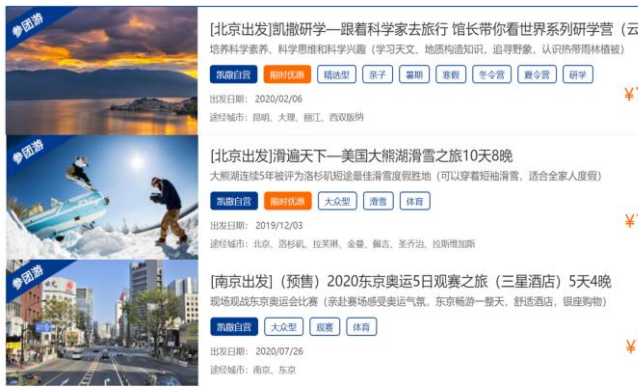 参团游
[北京出发]凯撒研学—跟着科学家去旅行 馆长带你看世界系列研学营（云
培养科学素养、科学思维和科学兴趣（学习天文、地质构造知识，追寻野象，认识热带雨林植被）
凯撒自营 限时优惠 精选型 亲子 暑期 寒假 冬令营 夏令营 研学
出发日期： 2020/02/06
¥
途经城市：昆明、大理、丽江、西双版纳
参团游
[北京出发]滑遍天下—美国大熊湖滑雪之旅10天8晚
大熊湖连续5年被评为洛杉矶短途最佳滑雪度假胜地（可以穿着短袖滑雪，适合全家人度假）
凯撒自营 限时优惠 大众型 滑雪 体育
出发日期： 2019/12/03
¥
途经城市：北京、洛杉矶、拉芙琳、金曼、佩吉、圣乔治、拉斯维加斯
参团游
[南京出发]（预售）2020东京奥运5日观赛之旅（三星酒店）5天4晚
现场观战东京奥运会比赛（亲赴赛场感受奥运气氛，东京畅游一整天，舒适酒店，银座购物）
凯撒自营 大众型 观赛 体育
出发日期： 2020/07/26
¥
途经城市：南京、东京